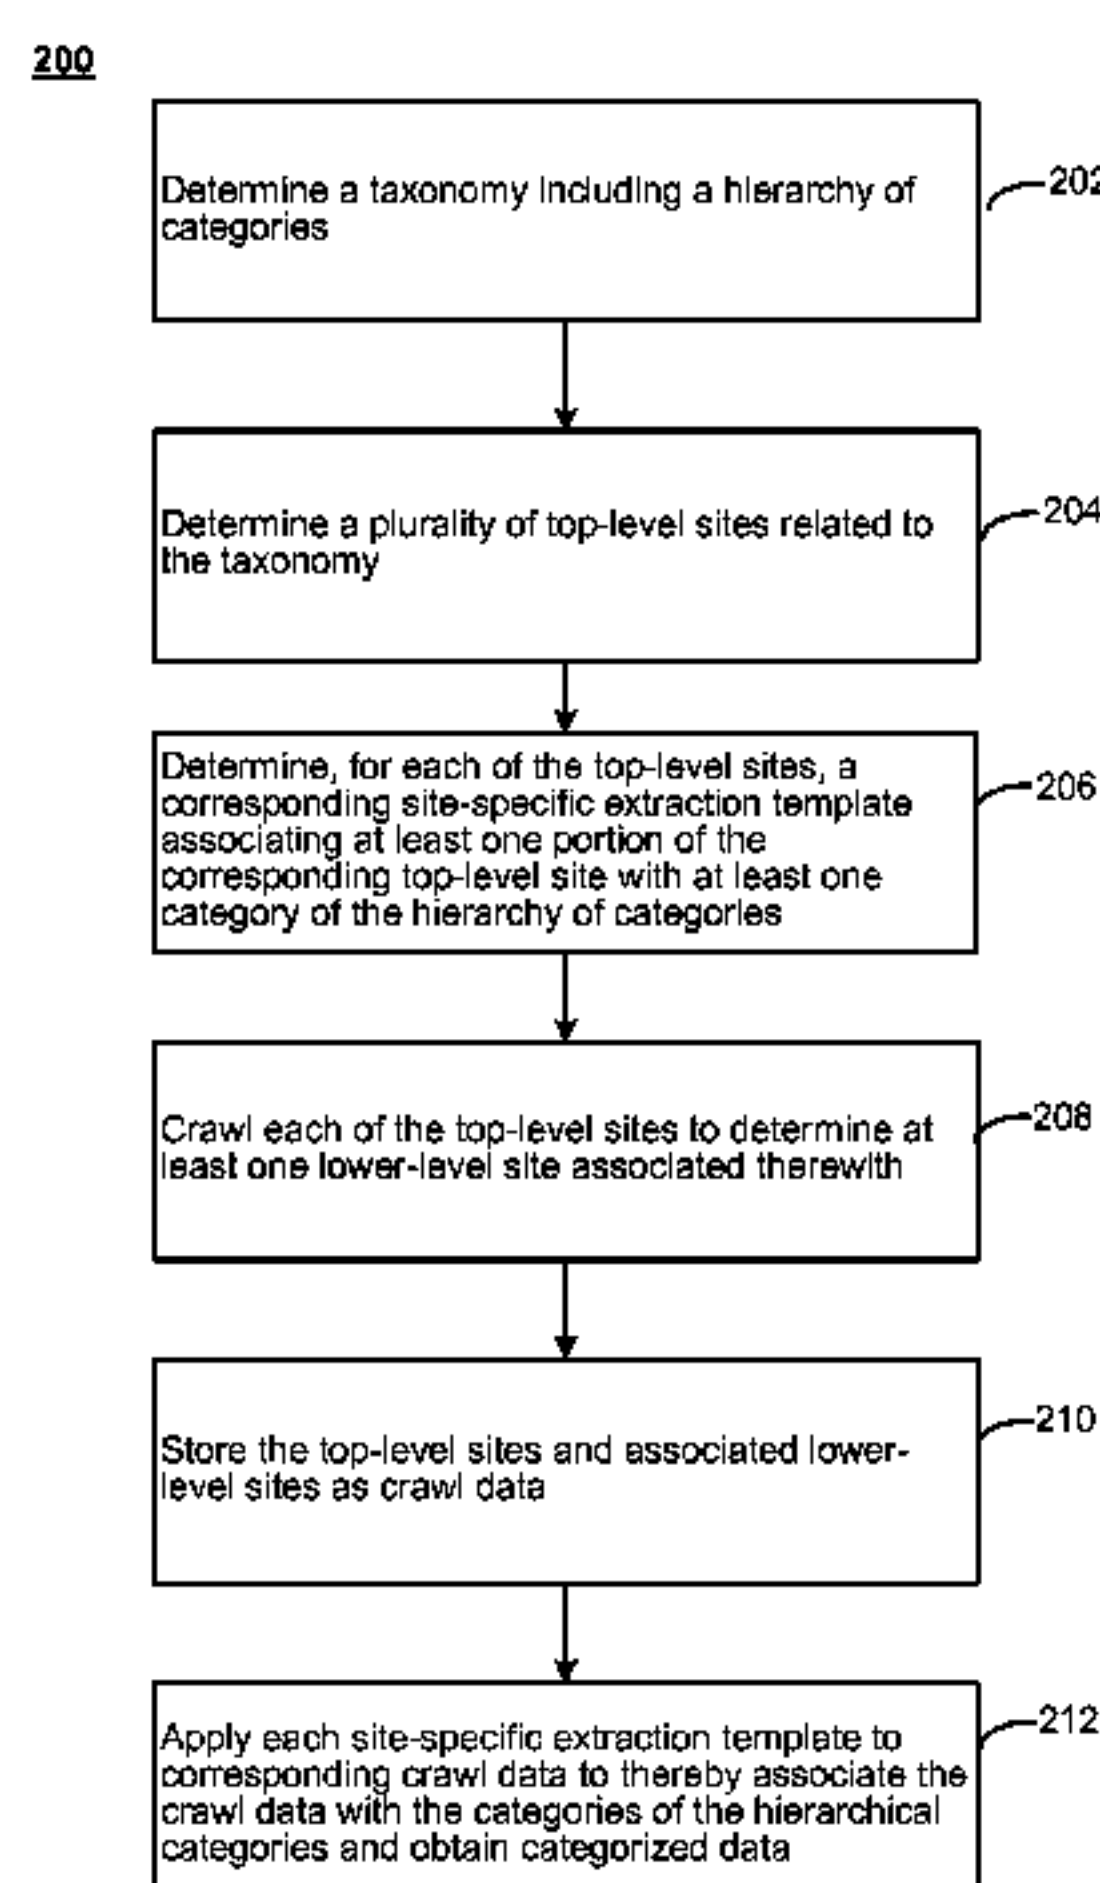 200
Determine a taxonomy including a hierarchy of
categories
202
Determine a plurality of top-level sites related to
the taxonomy
204
Determine, for each of the top-level sites, a
corresponding site-specific extraction template
associating at least one portion of the
corresponding top-level site with at least one
category of the hierarchy of categories
206
Crawl each of the top-level sites to determine at
least one lower-level site associated therewith
208
Store the top-level sites and associated lower-
level sites as crawl data
210
Apply each site-specific extraction template to
corresponding crawl data to thereby associate the
crawl data with the categories of the hierarchical
categories and obtain categorized data
212